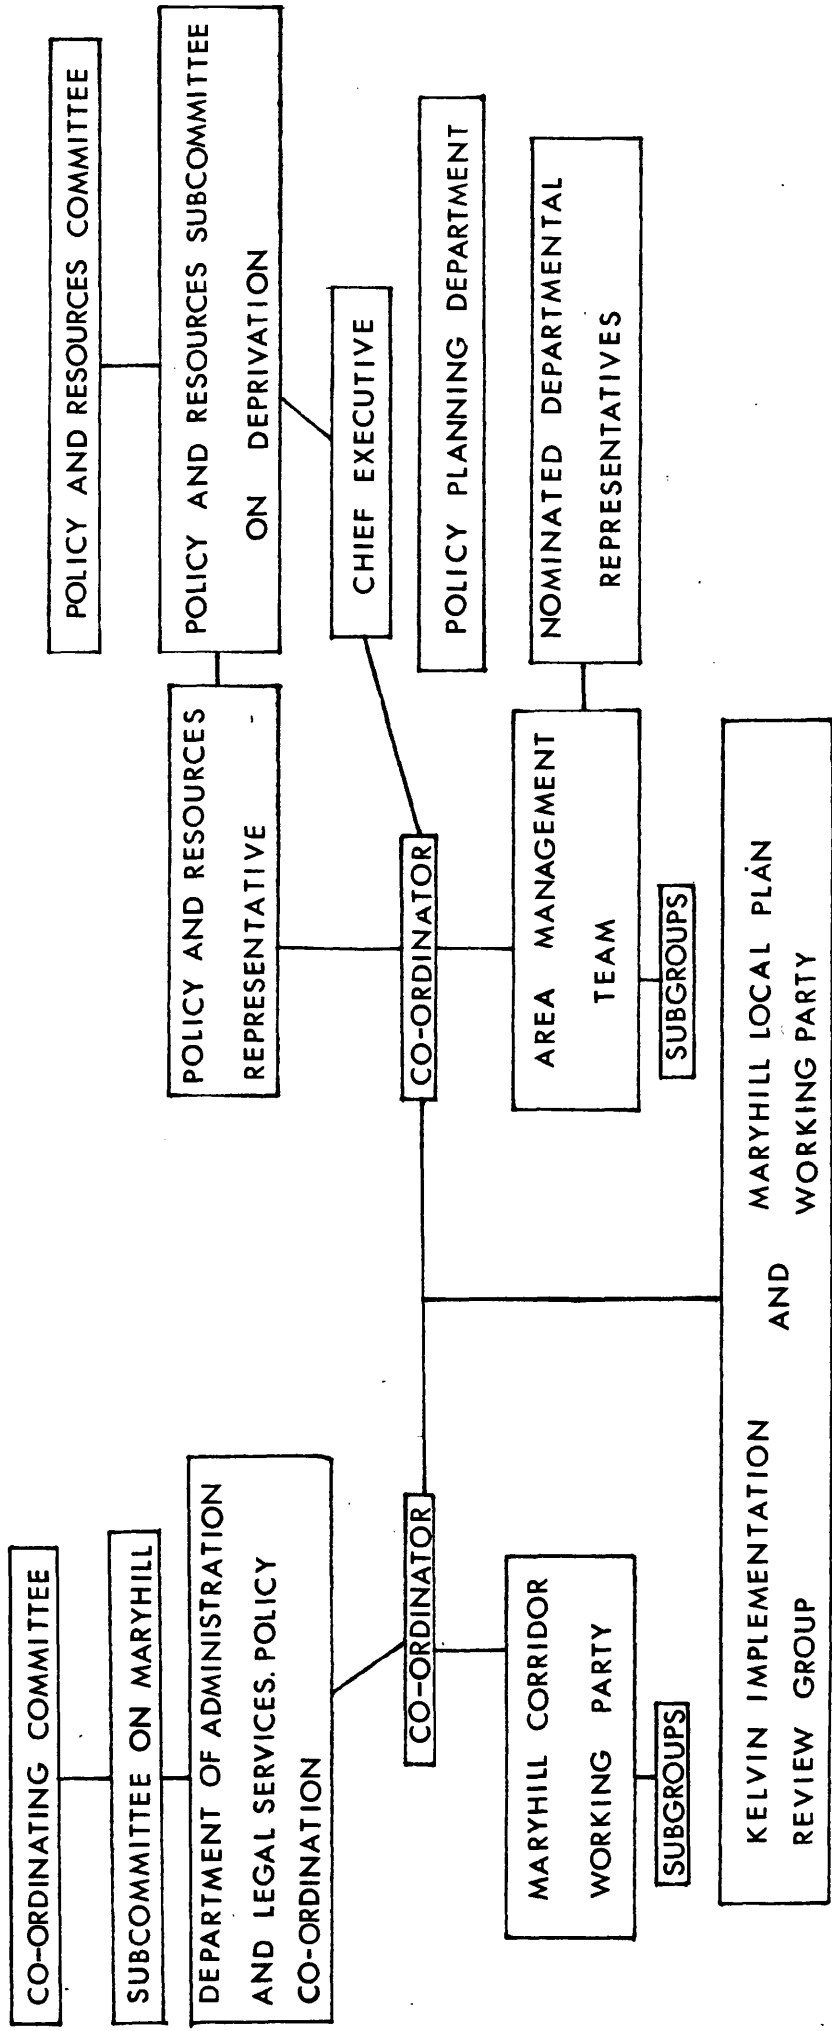 CO-ORDINATING COMMITTEE
SUBCOMMITTEE ON MARYHILL
DEPARTMENT OF ADMINISTRATION
AND LEGAL SERVICES. POLICY
CO-ORDINATION
CO-ORDINATOR
MARYHILL CORRIDOR
WORKING PARTY
SUBGROUPS
POLICY AND RESOURCES COMMITTEE
POLICY AND RESOURCES SUBCOMMITTEE
ON DEPRIVATION
POLICY AND RESOURCES
REPRESENTATIVE
CHIEF EXECUTIVE
CO-ORDINATOR
POLICY PLANNING DEPARTMENT
AREA MANAGEMENT
TEAM
NOMINATED DEPARTMENTAL
REPRESENTATIVES
SUBGROUPS
KELVIN IMPLEMENTATION
REVIEW GROUP
AND
MARYHILL LOCAL PLAN
WORKING PARTY